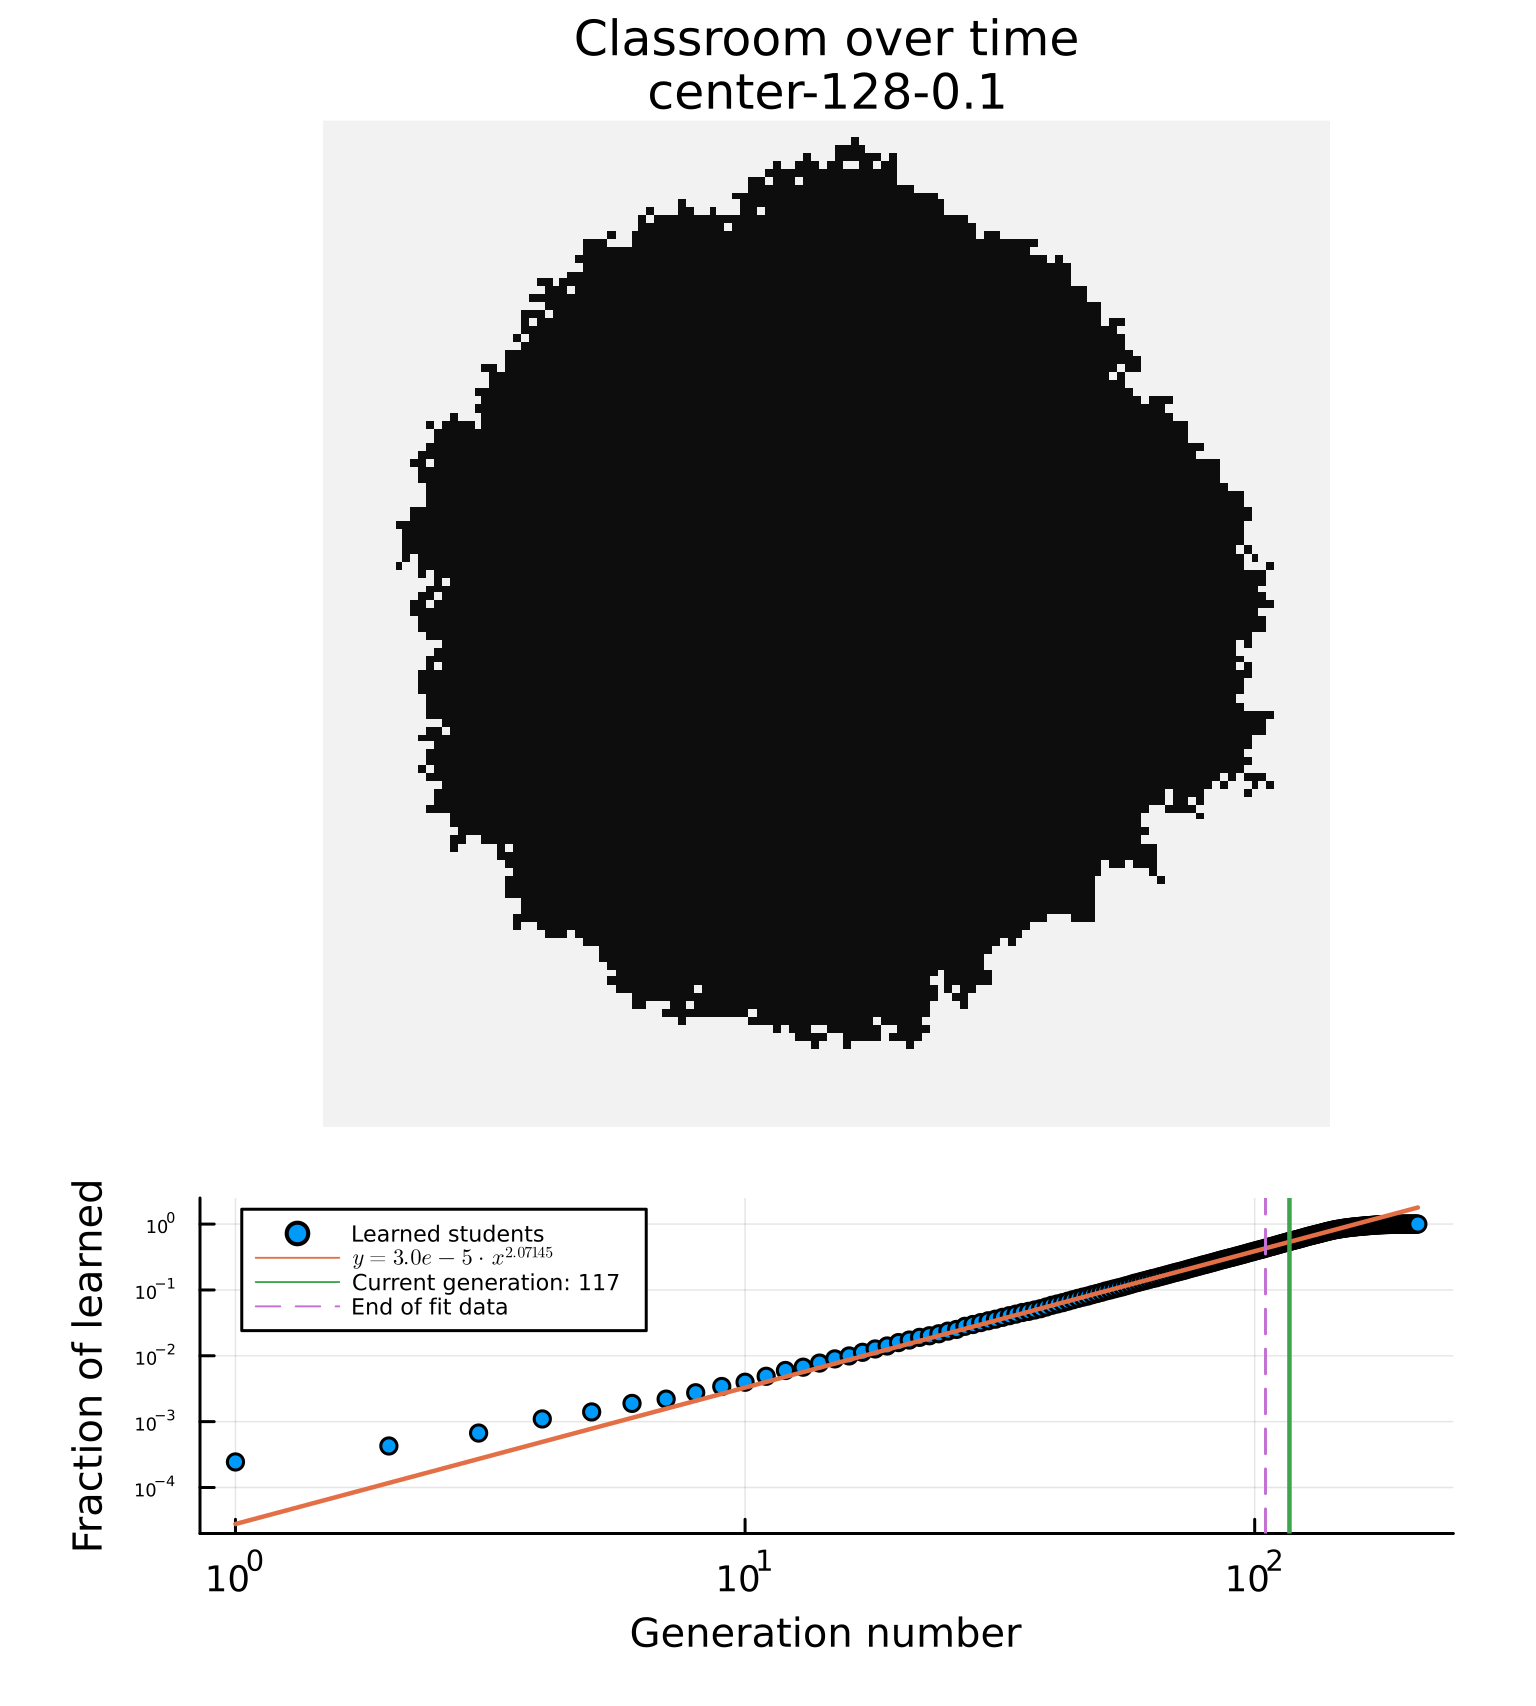 Classroom over time
center-128-0.1
Fraction of learned
10^0
10^-1
10^-2
10^-3
10^-4
Learned students
y = 3.0e − 5 · x^2.07145
Current generation: 117
End of fit data
10^0 10^1 10^2
Generation number